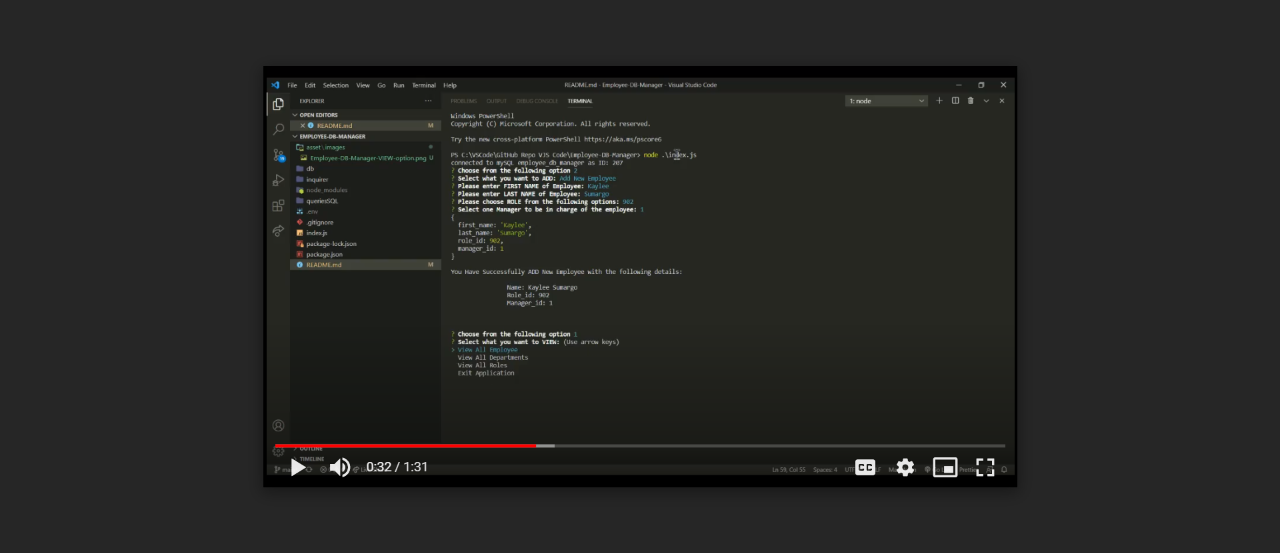 File Edit Selection View Go Run Terminal Help
README.md - Employee-DB-Manager - Visual Studio Code
EXPLORER
OPEN EDITORS
README.md M
EMPLOYEE-DB-MANAGER
asset\images
Employee-DB-Manager-VIEW-option.png U
db
inquirer
node_modules
queriesSQL
.env
.gitignore
index.js
package-lock.json
package.json
README.md M
OUTLINE
TIMELINE
PROBLEMS OUTPUT DEBUG CONSOLE TERMINAL
1: node
Windows PowerShell
Copyright (C) Microsoft Corporation. All rights reserved.
Try the new cross-platform PowerShell https://aka.ms/pscore6
PS C:\VSCode\GitHub Repo VJS Code\Employee-DB-Manager> node .\index.js
connected to mySQL employee_db_manager as ID: 207
? Choose from the following option 2
? Select what you want to ADD: Add New Employee
? Please enter FIRST NAME of Employee: Kaylee
? Please enter LAST NAME of Employee: Sumargo
? Please choose ROLE from the following options: 902
? Select one Manager to be in charge of the employee: 1
{
first_name: 'Kaylee',
last_name: 'Sumargo',
role_id: 902,
manager_id: 1
}
You Have Successfully ADD New Employee with the following details:
Name: Kaylee Sumargo
Role_id: 902
Manager_id: 1
? Choose from the following option 1
? Select what you want to VIEW: (Use arrow keys)
> View All Employee
View All Departments
View All Roles
Exit Application
Ln 59, Col 55 Spaces: 4
0:32 / 1:31
CC